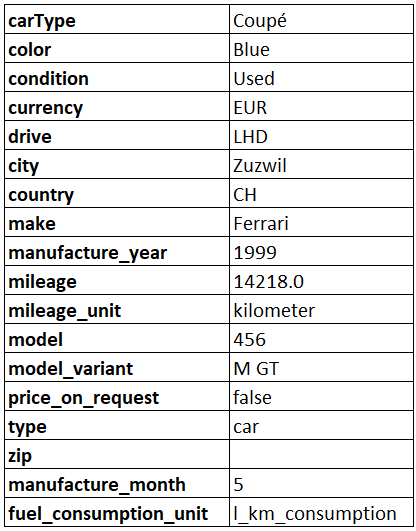 carType Coupé
color Blue
condition Used
currency EUR
drive LHD
city Zuzwil
country CH
make Ferrari
manufacture_year 1999
mileage 14218.0
mileage_unit kilometer
model 456
model_variant M GT
price_on_request false
type car
zip
manufacture_month 5
fuel_consumption_unit l_km_consumption